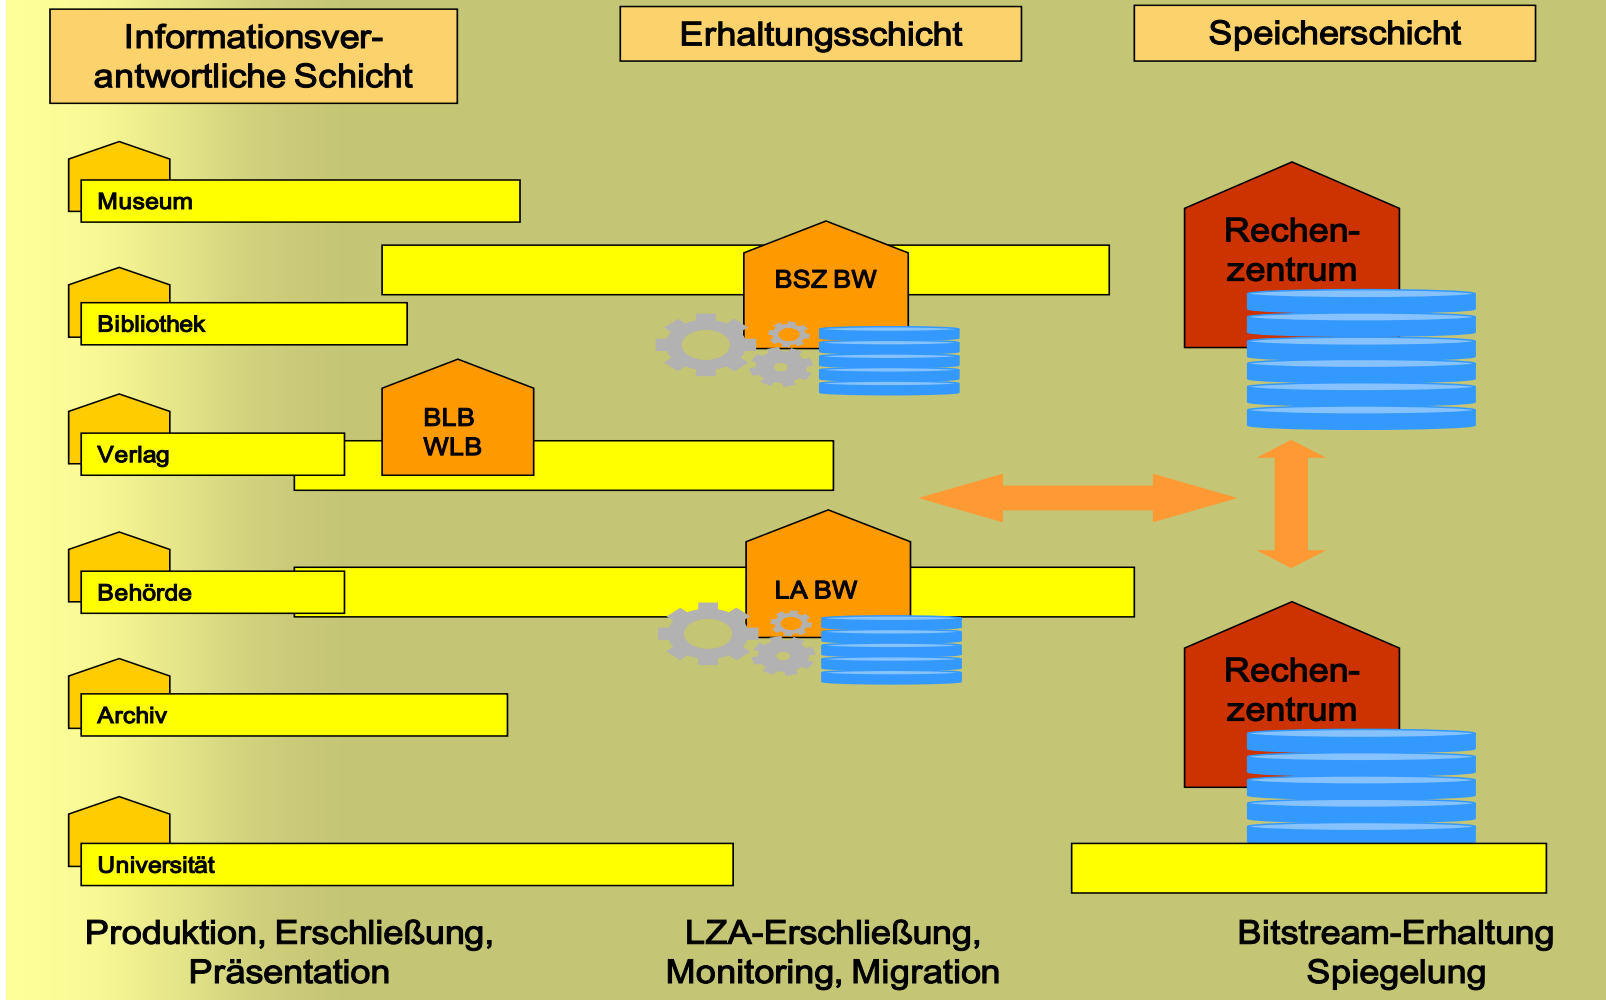 Informationsver-
antwortliche Schicht
Erhaltungsschicht
Speicherschicht
Museum
Bibliothek
Verlag
Behörde
Archiv
Universität
BLB
WLB
BSZ BW
LA BW
Rechen-
zentrum
Rechen-
zentrum
Produktion, Erschließung,
Präsentation
LZA-Erschließung,
Monitoring, Migration
Bitstream-Erhaltung
Spiegelung